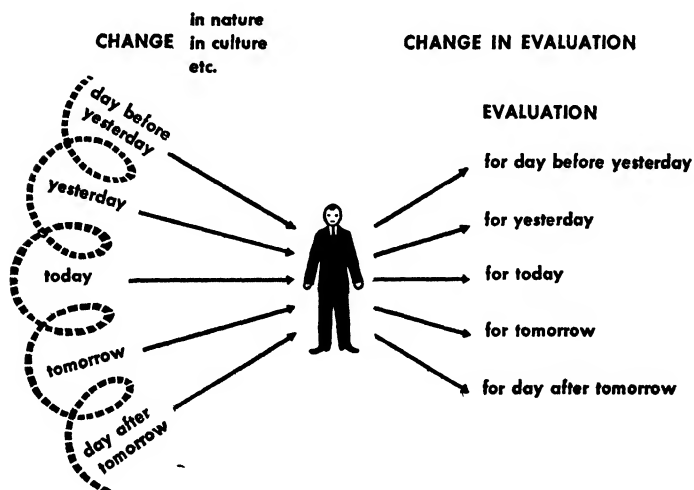 CHANGE
in nature
in culture
etc.
CHANGE IN EVALUATION
EVALUATION
day before
yesterday
yesterday
today
tomorrow
day after
tomorrow
for day before yesterday
for yesterday
for today
for tomorrow
for day after tomorrow